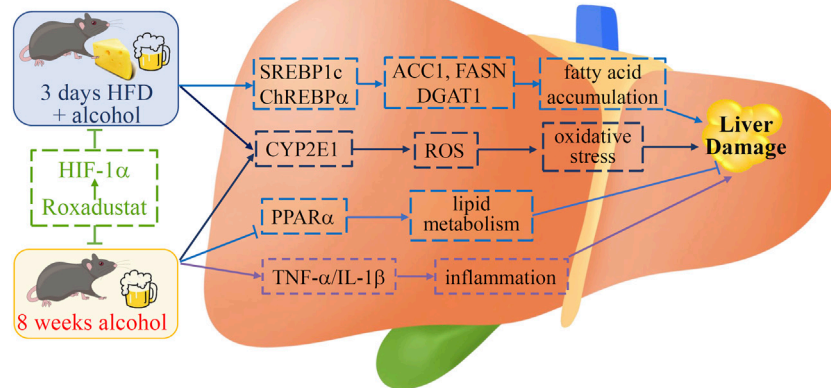 3 days HFD
+ alcohol
HIF-1α
Roxadustat
8 weeks alcohol
SREBP1c
ChREBPα
ACC1, FASN
DGAT1
fatty acid
accumulation
CYP2E1
ROS
oxidative
stress
PPARα
lipid
metabolism
TNF-α/IL-1β
inflammation
Liver
Damage